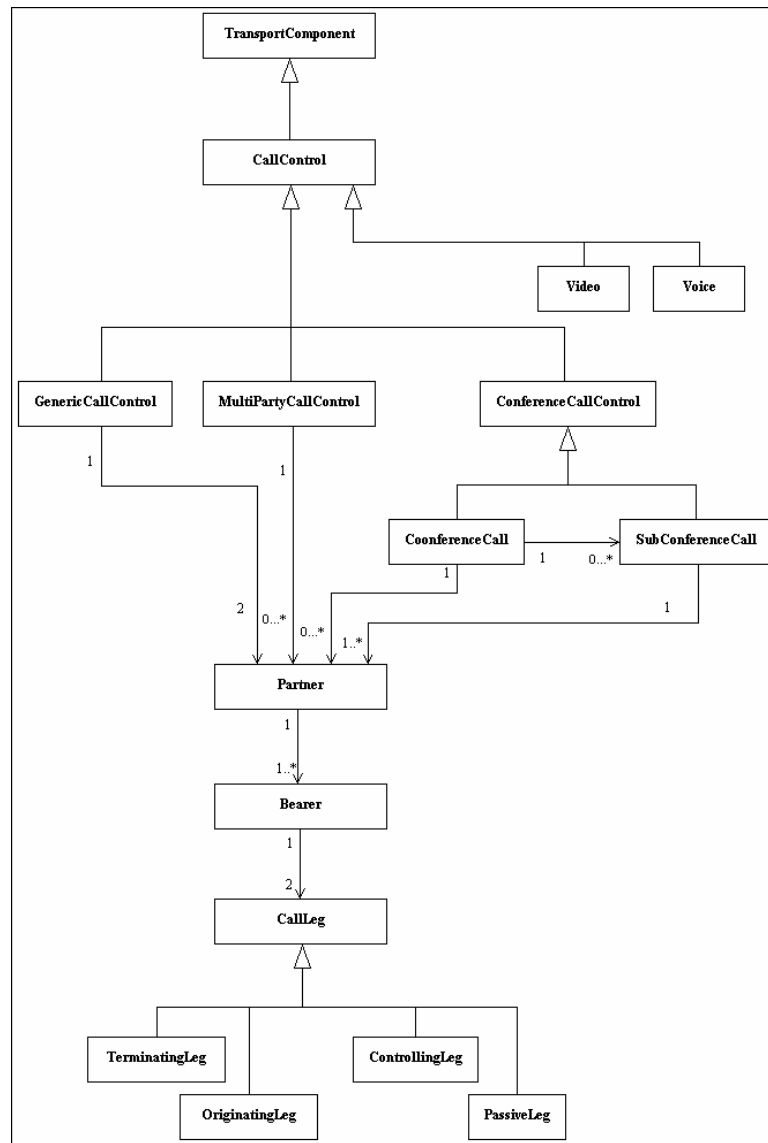 TransportComponent
CallControl
Video
Voice
GenericCallControl
MultiPartyCallControl
ConferenceCallControl
1
1
CoonferenceCall
SubConferenceCall
1
0...*
1
1
2
0...*
0...*
1..*
Partner
1
1..*
Bearer
1
2
CallLeg
TerminatingLeg
ControllingLeg
OriginatingLeg
PassiveLeg